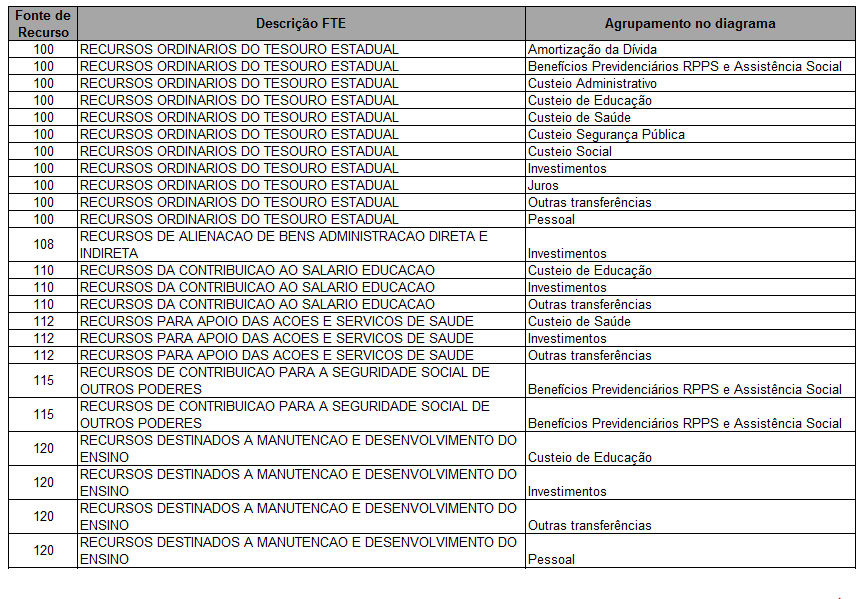 Fonte de Recurso Descrição FTE Agrupamento no diagrama
100 RECURSOS ORDINARIOS DO TESOURO ESTADUAL Amortização da Dívida
100 RECURSOS ORDINARIOS DO TESOURO ESTADUAL Benefícios Previdenciários RPPS e Assistência Social
100 RECURSOS ORDINARIOS DO TESOURO ESTADUAL Custeio Administrativo
100 RECURSOS ORDINARIOS DO TESOURO ESTADUAL Custeio de Educação
100 RECURSOS ORDINARIOS DO TESOURO ESTADUAL Custeio de Saúde
100 RECURSOS ORDINARIOS DO TESOURO ESTADUAL Custeio Segurança Pública
100 RECURSOS ORDINARIOS DO TESOURO ESTADUAL Custeio Social
100 RECURSOS ORDINARIOS DO TESOURO ESTADUAL Investimentos
100 RECURSOS ORDINARIOS DO TESOURO ESTADUAL Juros
100 RECURSOS ORDINARIOS DO TESOURO ESTADUAL Outras transferências
100 RECURSOS ORDINARIOS DO TESOURO ESTADUAL Pessoal
108 RECURSOS DE ALIENACAO DE BENS ADMINISTRACAO DIRETA E
INDIRETA Investimentos
110 RECURSOS DA CONTRIBUICAO AO SALARIO EDUCACAO Custeio de Educação
110 RECURSOS DA CONTRIBUICAO AO SALARIO EDUCACAO Investimentos
110 RECURSOS DA CONTRIBUICAO AO SALARIO EDUCACAO Outras transferências
112 RECURSOS PARA APOIO DAS ACOES E SERVICOS DE SAUDE Custeio de Saúde
112 RECURSOS PARA APOIO DAS ACOES E SERVICOS DE SAUDE Investimentos
112 RECURSOS PARA APOIO DAS ACOES E SERVICOS DE SAUDE Outras transferências
115 RECURSOS DE CONTRIBUICAO PARA A SEGURIDADE SOCIAL DE
OUTROS PODERES Benefícios Previdenciários RPPS e Assistência Social
115 RECURSOS DE CONTRIBUICAO PARA A SEGURIDADE SOCIAL DE
OUTROS PODERES Benefícios Previdenciários RPPS e Assistência Social
120 RECURSOS DESTINADOS A MANUTENCAO E DESENVOLVIMENTO DO
ENSINO Custeio de Educação
120 RECURSOS DESTINADOS A MANUTENCAO E DESENVOLVIMENTO DO
ENSINO Investimentos
120 RECURSOS DESTINADOS A MANUTENCAO E DESENVOLVIMENTO DO
ENSINO Outras transferências
120 RECURSOS DESTINADOS A MANUTENCAO E DESENVOLVIMENTO DO
ENSINO Pessoal